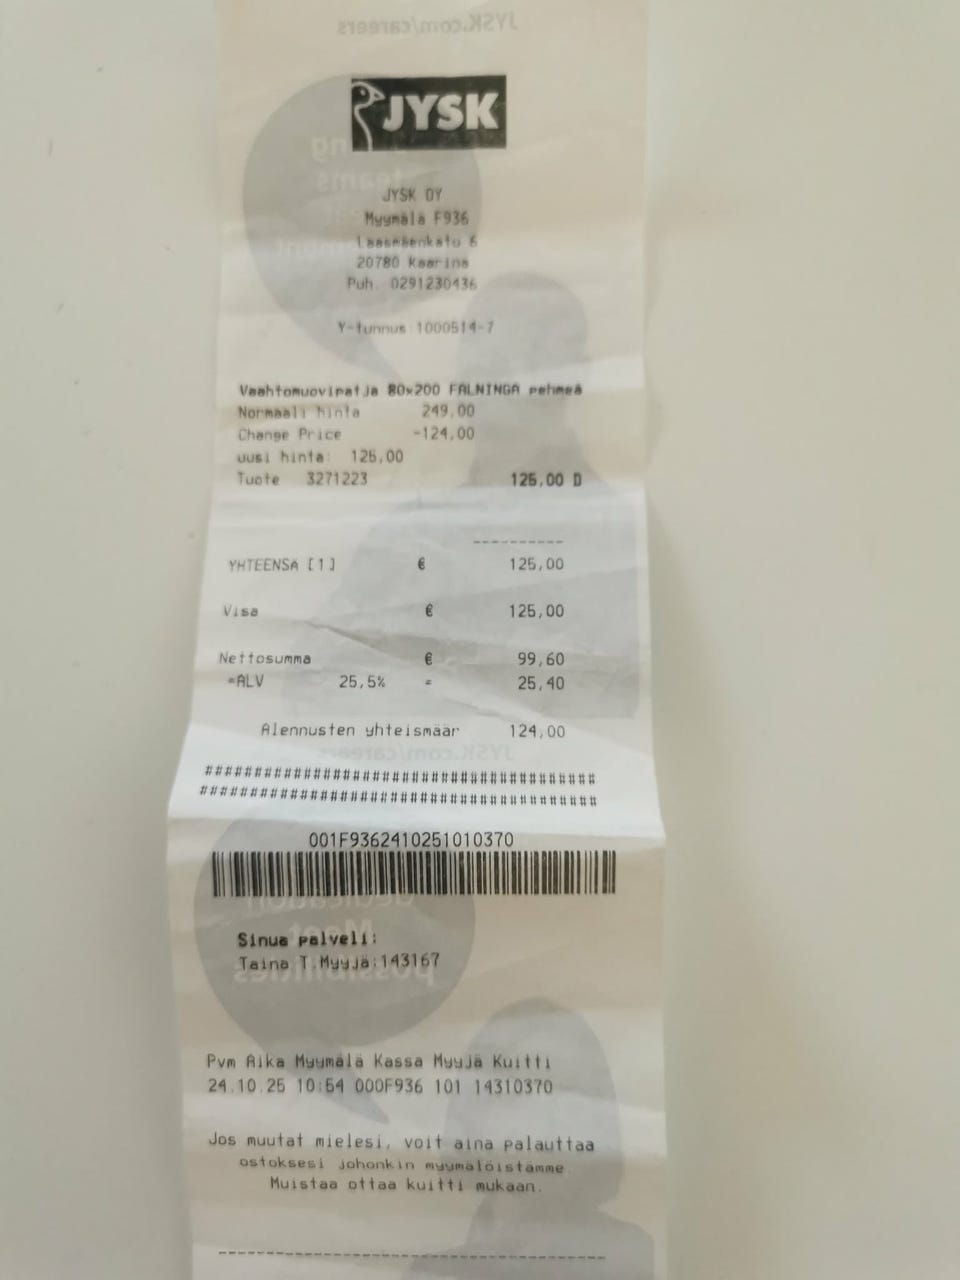 JYSK.com/careers
JYSK
JYSK OY
Myymälä F936
Laasmäenkatu 6
20780 Kaarina
Puh. 0291230436
Y-tunnus:1000514-7
Vaahtomuovipatja 80x200 FALNINGA pehmeä
Normaali hinta 249,00
Change Price -124,00
uusi hinta: 125,00
Tuote 3271223 125,00 D
----------
YHTEENSÄ [1] € 125,00
Visa € 125,00
Nettosumma € 99,60
=ALV 25,5% = 25,40
Alennusten yhteismäär 124,00
JYSK.com/careers
########################################
########################################
001F9362410251010370
Sinua palveli:
Taina T.Myyjä:143167
possibilities
Pvm Aika Myymälä Kassa Myyjä Kuitti
24.10.25 10:54 000F936 101 14310370
Jos muutat mielesi, voit aina palauttaa
ostoksesi johonkin myymälöistämme.
Muistaa ottaa kuitti mukaan.
----------------------------------------